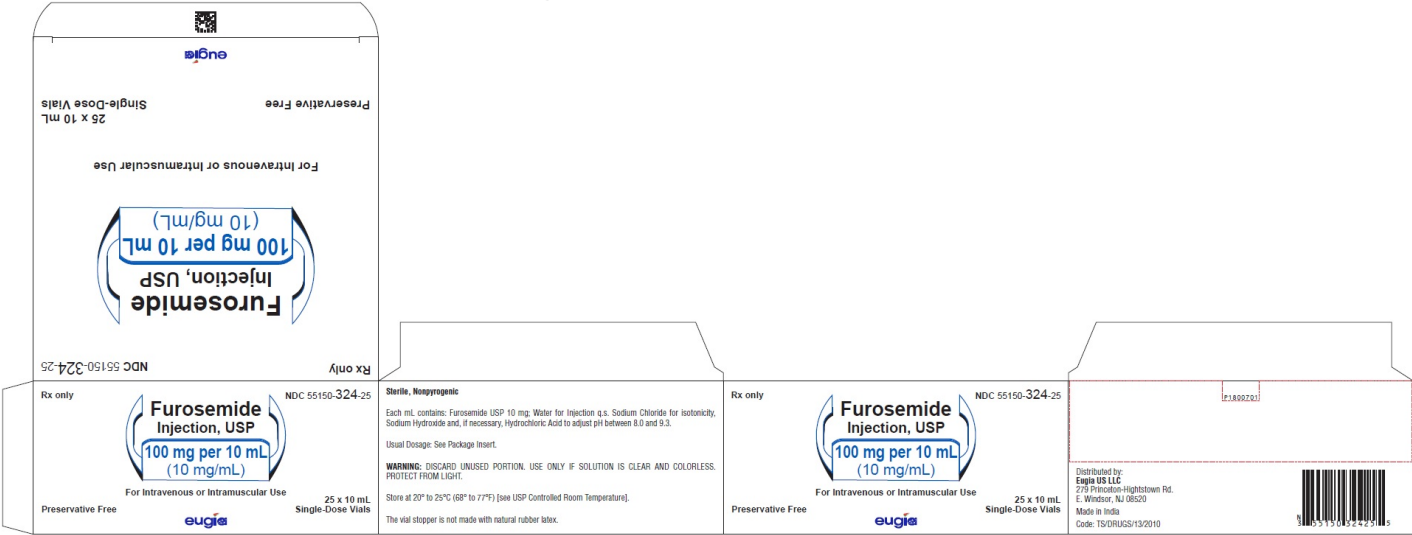 eugia
Preservative Free
25 x 10 mL
Single-Dose Vials
For Intravenous or Intramuscular Use
100 mg per 10 mL
(10 mg/mL)
Furosemide
Injection, USP
Rx only
NDC 55150-324-25
Rx only
NDC 55150-324-25
Furosemide
Injection, USP
100 mg per 10 mL
(10 mg/mL)
For Intravenous or Intramuscular Use
25 x 10 mL
Preservative Free
Single-Dose Vials
eugia
Sterile, Nonpyrogenic
Each mL contains: Furosemide USP 10 mg; Water for Injection q.s. Sodium Chloride for isotonicity,
Sodium Hydroxide and, if necessary, Hydrochloric Acid to adjust pH between 8.0 and 9.3.
Usual Dosage: See Package Insert.
WARNING: DISCARD UNUSED PORTION. USE ONLY IF SOLUTION IS CLEAR AND COLORLESS.
PROTECT FROM LIGHT.
Store at 20° to 25°C (68° to 77°F) [see USP Controlled Room Temperature].
The vial stopper is not made with natural rubber latex.
Rx only
NDC 55150-324-25
Furosemide
Injection, USP
100 mg per 10 mL
(10 mg/mL)
For Intravenous or Intramuscular Use
25 x 10 mL
Preservative Free
Single-Dose Vials
eugia
P1600701
Distributed by:
Eugia US LLC
279 Princeton-Hightstown Rd.
E. Windsor, NJ 08520
Made in India
Code: TS/DRUGS/13/2010
N
3 55150 32425 5